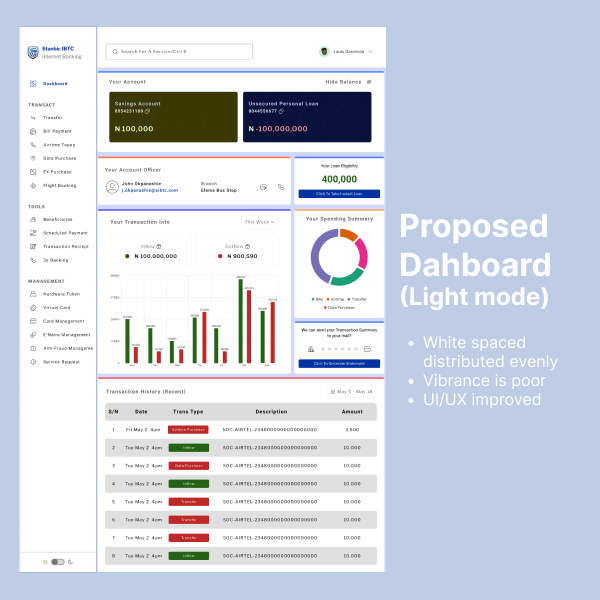 Stanbic IBTC
Internet Banking
Search For A Service/Ctrl R
Dashboard
TRANSACT
Transfer
Bill Payment
Airtime Topup
Data Purchase
FX Purchase
Flight Booking
TOOLS
Beneficiaries
Scheduled Payment
Transaction Reciept
3s Banking
MANAGEMENT
Hardware Token
Virtual Card
Card Management
E-Naira Management
Anti-Fraud Manageme
Service Request
Your Account
Hide Balance
Savings Account
0054231109
₦ 100,000
Unsecured Personal Loan
0044556677
₦ -100,000,000
Your Account Officer
John Okpanashie
j.okpanashie@sibtc.com
Branch
Eleme Bus Stop
Your Loan Eligibility
400,000
Click To Take Instant Loan
Your Transaction Info
This Week
Inflow
₦ 100,000,000
Outflow
₦ 900,590
Your Spending Summary
Bills
Airtime
Transfer
Data Purchase
We can send your Transaction Summary
to your mail?
Click To Generate Statement
Transaction History (Recent)
May 5 - May 18
S/N Date Trans Type Description Amount
1 Fri May 2 6pm Airtime Purchase SOC-AIRTEL-2348000000000000000 3,500
2 Tue May 2 4pm Inflow SOC-AIRTEL-2348000000000000000 10,000
3 Tue May 2 4pm Data Purchase SOC-AIRTEL-2348000000000000000 10,000
4 Tue May 2 4pm Inflow SOC-AIRTEL-2348000000000000000 10,000
5 Tue May 2 4pm Transfer SOC-AIRTEL-2348000000000000000 10,000
6 Tue May 2 4pm Transfer SOC-AIRTEL-2348000000000000000 10,000
7 Tue May 2 4pm Transfer SOC-AIRTEL-2348000000000000000 10,000
8 Tue May 2 4pm Inflow SOC-AIRTEL-2348000000000000000 10,000
Proposed
Dahboard
(Light mode)
• White spaced
distributed evenly
• Vibrance is poor
• UI/UX improved